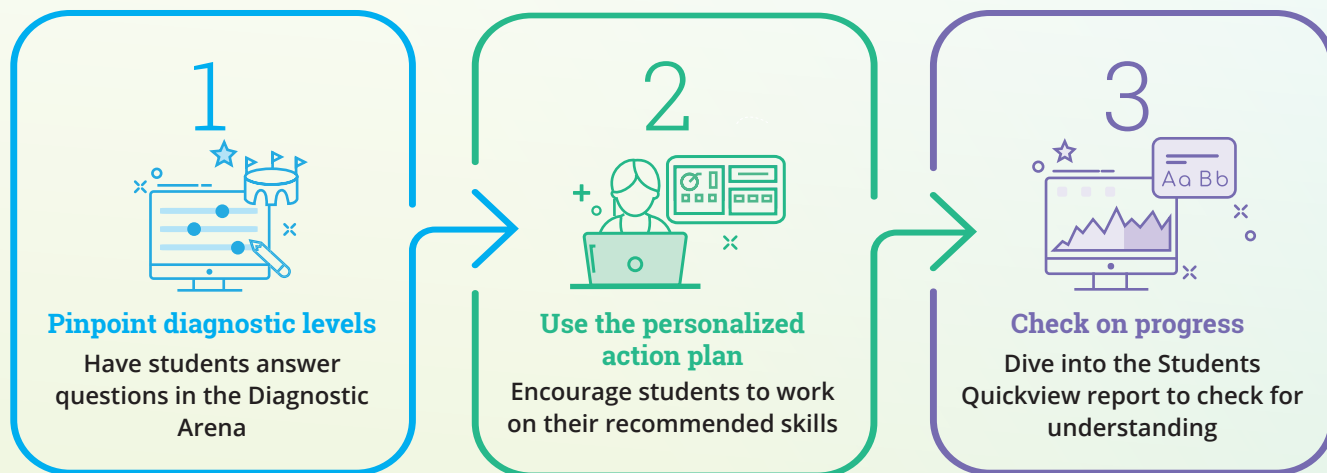 1
Pinpoint diagnostic levels
Have students answer
questions in the Diagnostic
Arena
2
Use the personalized
action plan
Encourage students to work
on their recommended skills
3
Aa Bb
Check on progress
Dive into the Students
Quickview report to check for
understanding